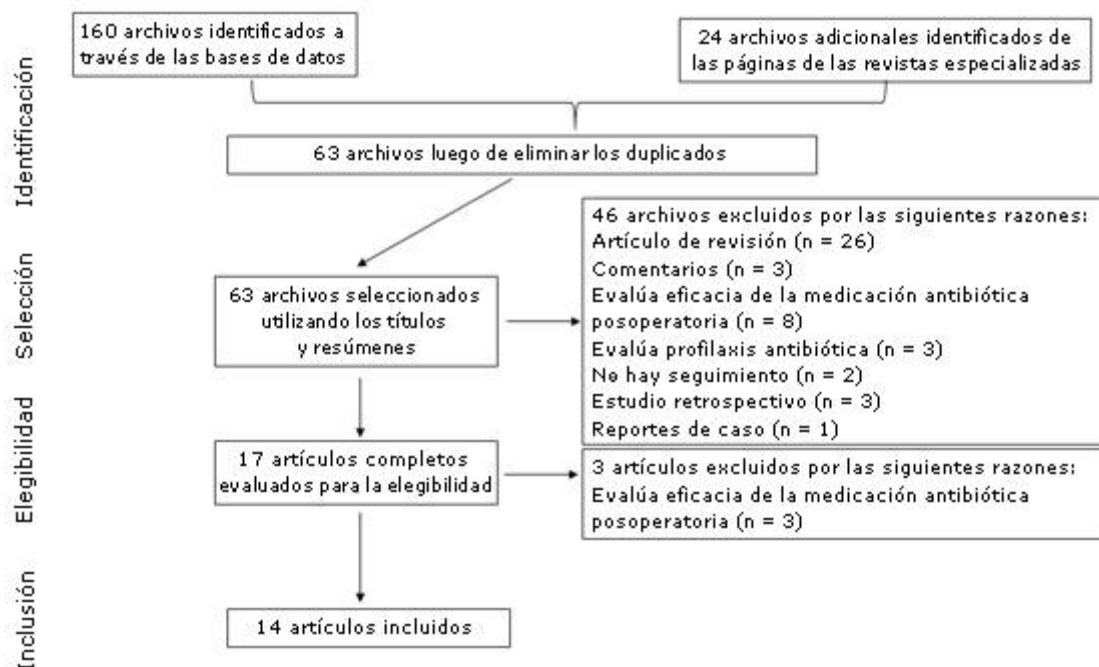 160 archivos identificados a
través de las bases de datos
24 archivos adicionales identificados de
las páginas de las revistas especializadas
Identificación
63 archivos luego de eliminar los duplicados
46 archivos excluidos por las siguientes razones:
Artículo de revisión (n = 26)
Comentarios (n = 3)
Evalúa eficacia de la medicación antibiótica
posoperatoria (n = 8)
Evalúa profilaxis antibiótica (n = 3)
No hay seguimiento (n = 2)
Estudio retrospectivo (n = 3)
Reportes de caso (n = 1)
Selección
63 archivos seleccionados
utilizando los títulos
y resúmenes
Elegibilidad
17 artículos completos
evaluados para la elegibilidad
3 artículos excluidos por las siguientes razones:
Evalúa eficacia de la medicación antibiótica
posoperatoria (n = 3)
Inclusión
14 artículos incluidos